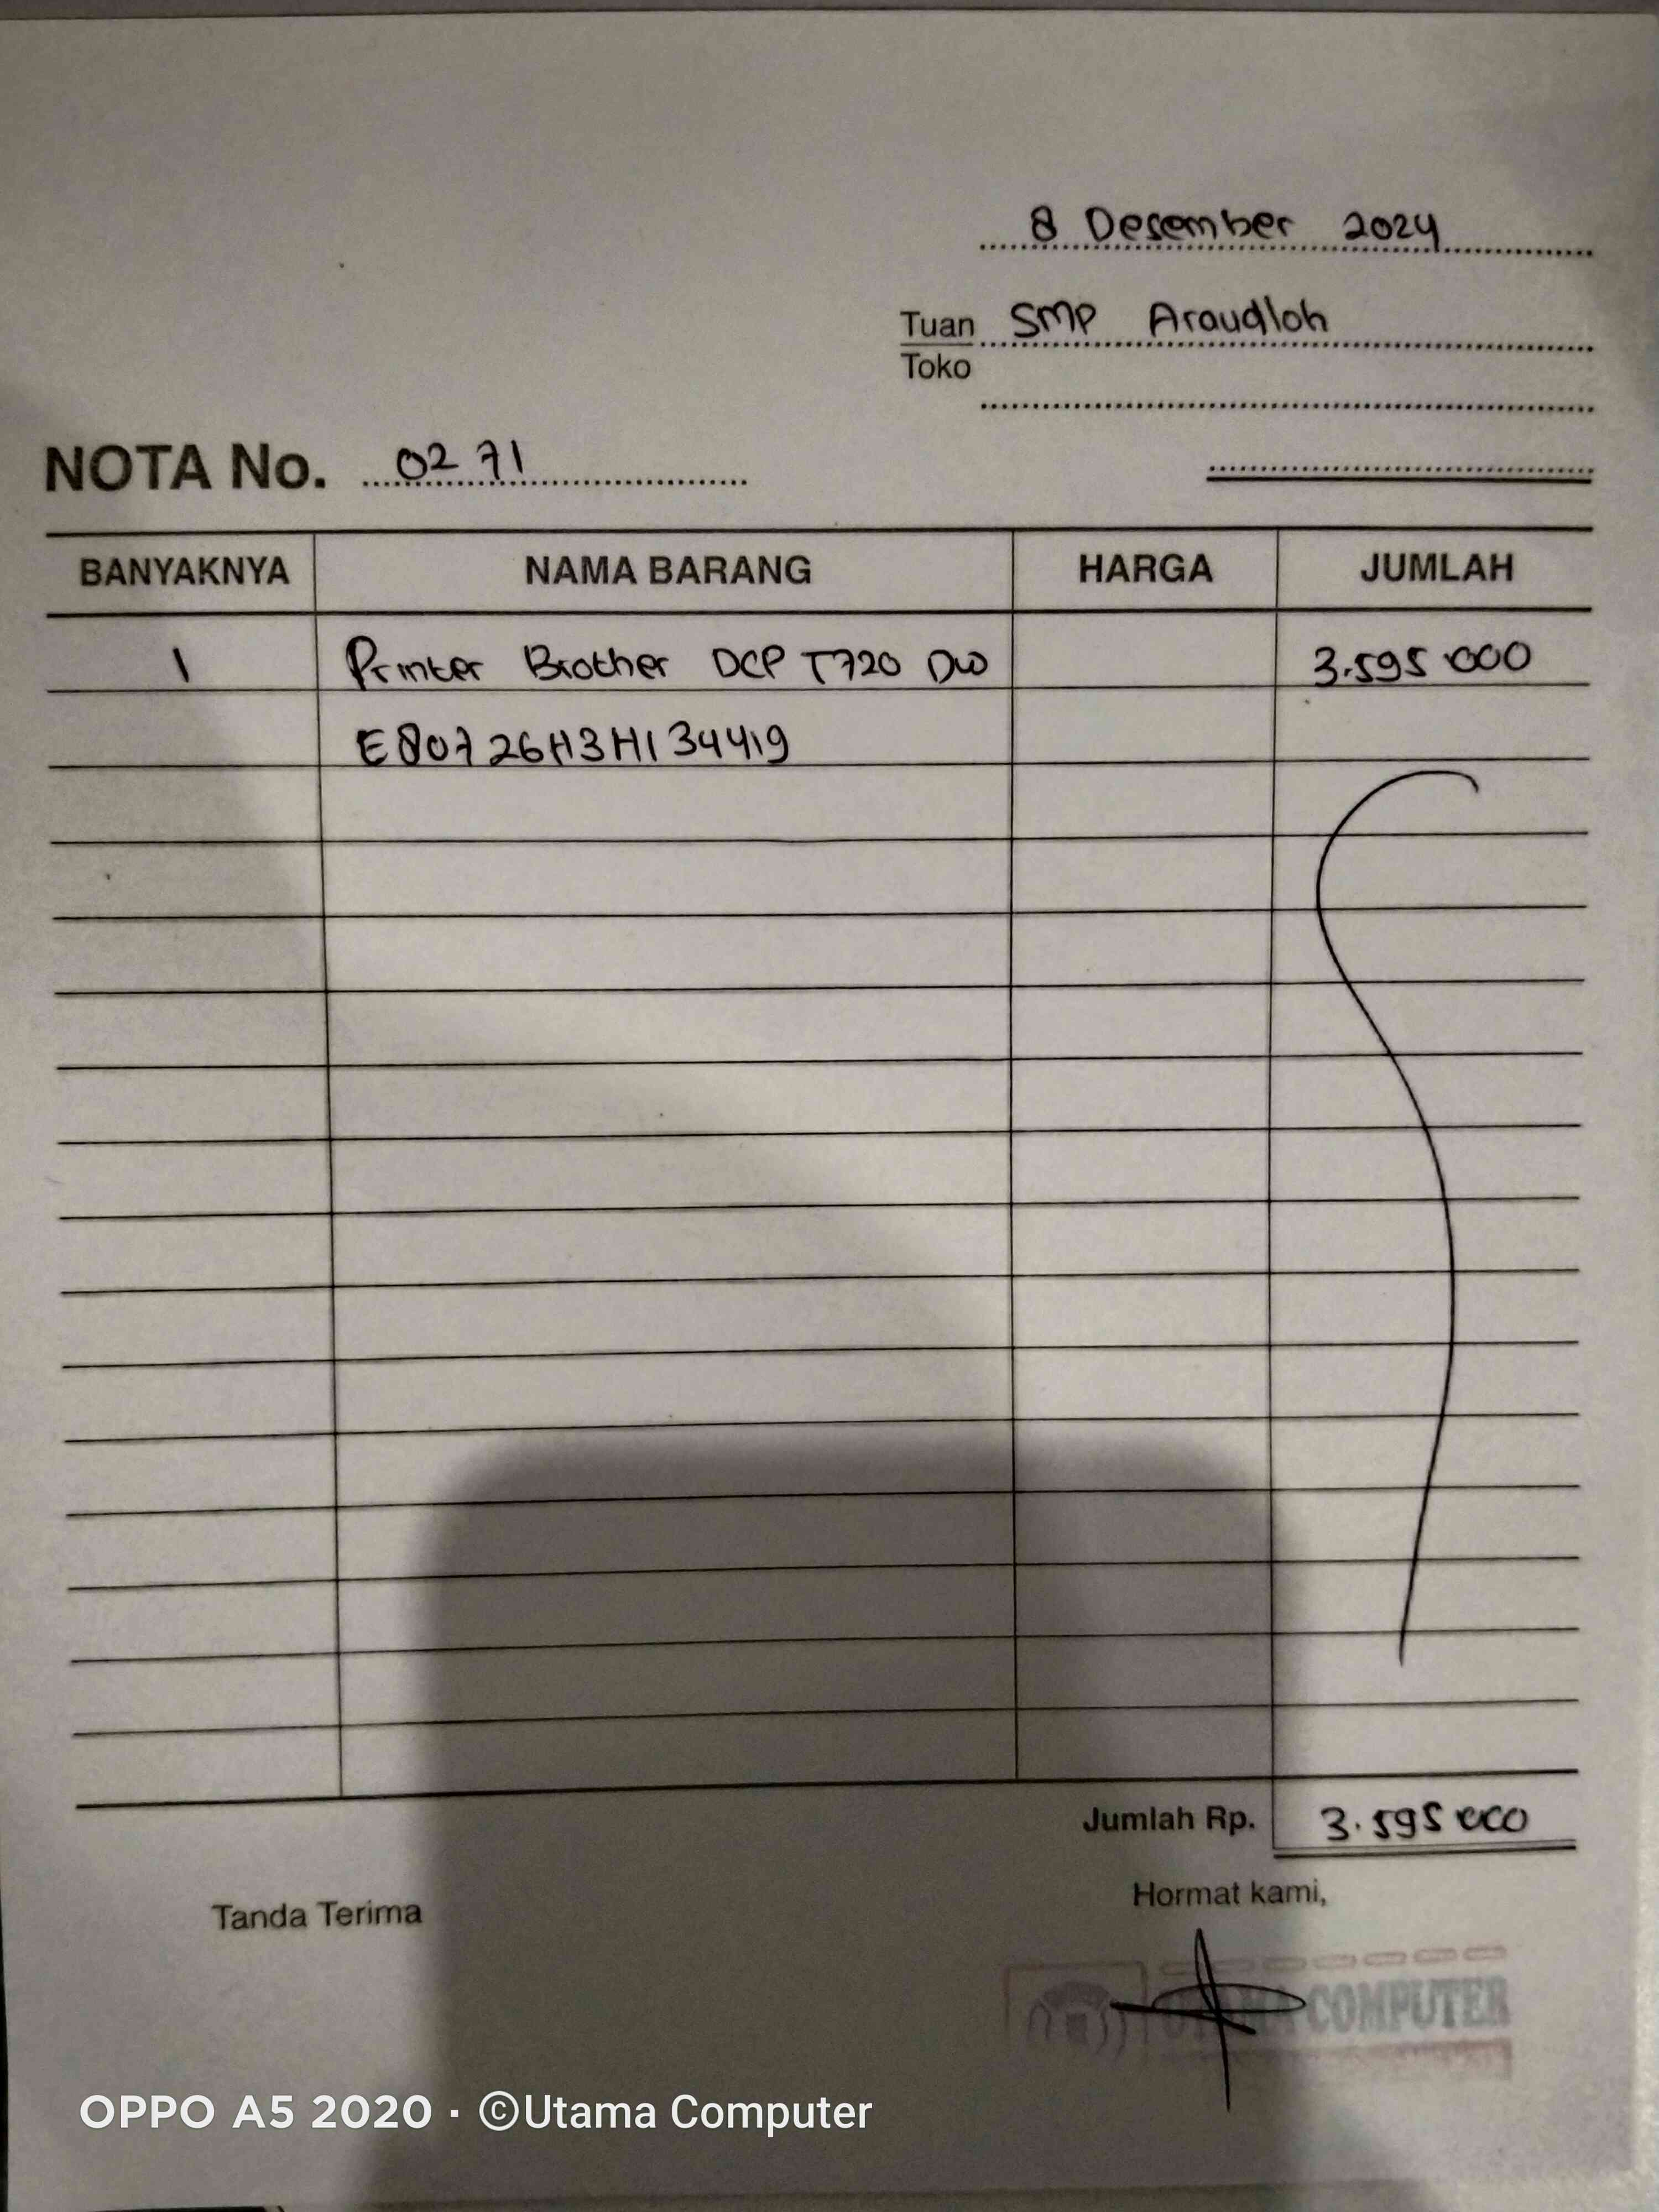 8 Desember 2024
Tuan SMP Araudloh
Toko
NOTA No. 0271
BANYAKNYA NAMA BARANG HARGA JUMLAH
1 Printer Brother DCP T720 DW 3.595 000
E80726H3H134419
Jumlah Rp. 3.595 000
Tanda Terima Hormat kami,
COMPUTER
OPPO A5 2020 · ©Utama Computer